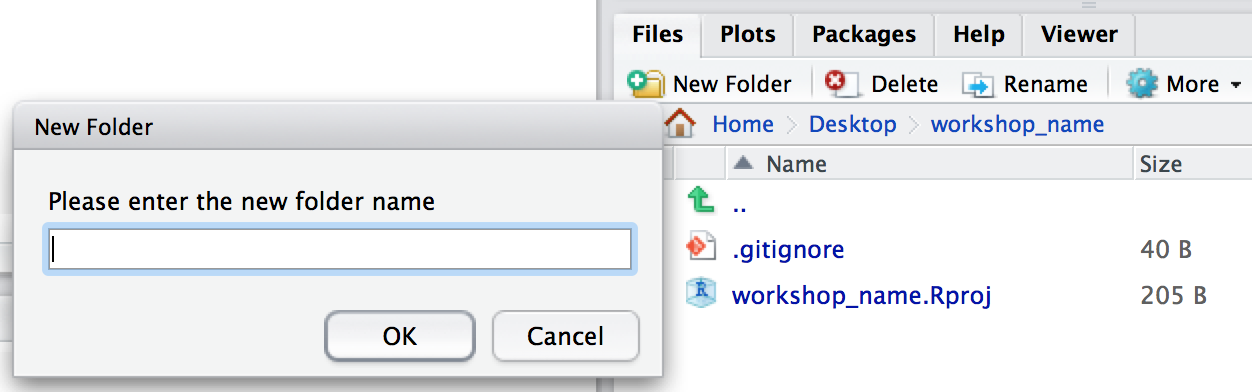 Files Plots Packages Help Viewer
New Folder Delete Rename More
Home Desktop workshop_name
Name Size
..
.gitignore 40 B
workshop_name.Rproj 205 B
New Folder
Please enter the new folder name
OK Cancel